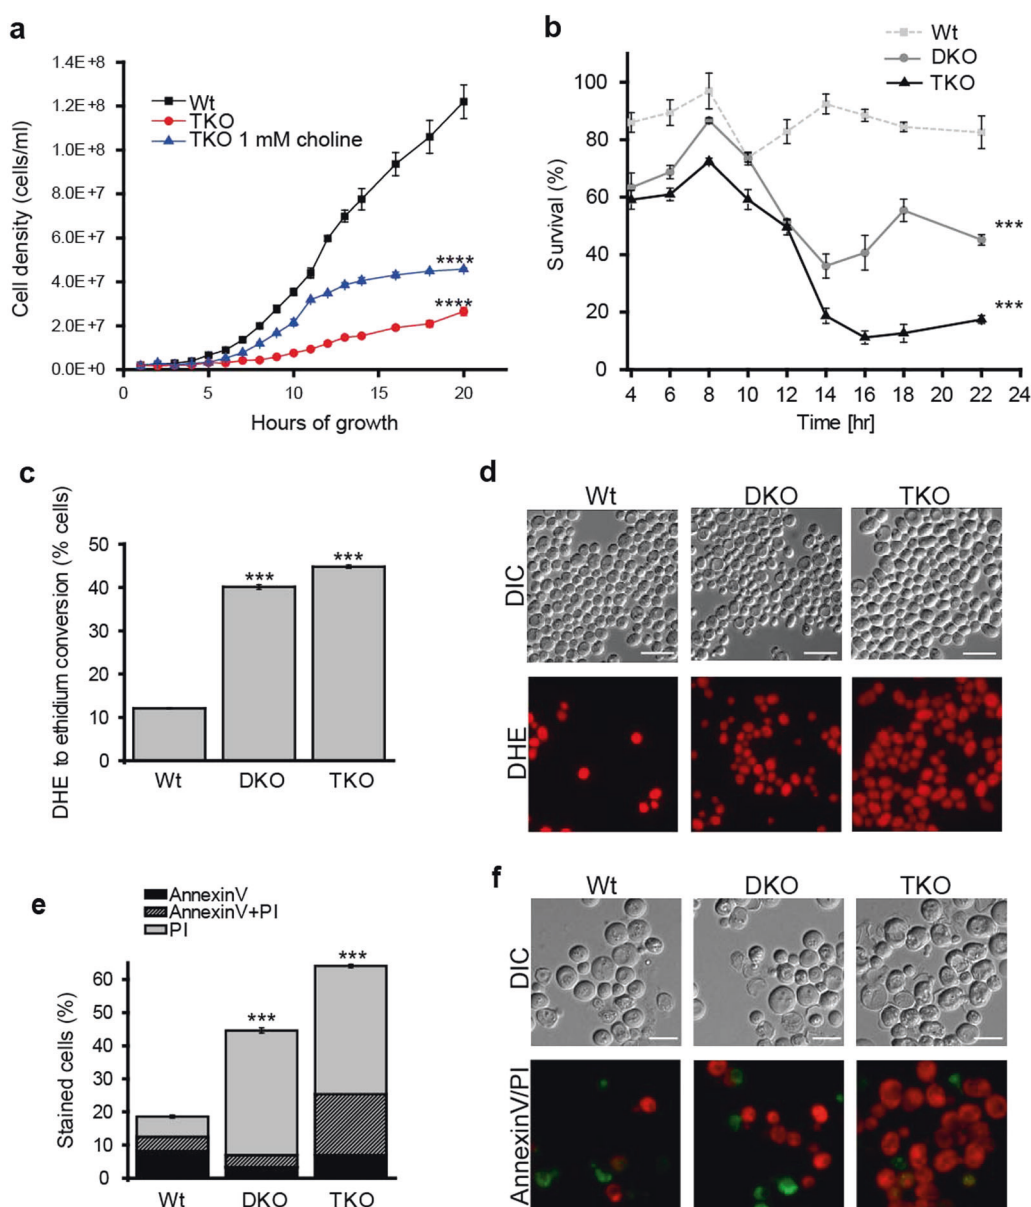 a
Wt
TKO
TKO 1 mM choline
Cell density (cells/ml)
1.4E+8
1.2E+8
1.0E+8
8.0E+7
6.0E+7
4.0E+7
2.0E+7
0.0E+0
****
****
0 5 10 15 20
Hours of growth
b
Wt
DKO
TKO
Survival (%)
100
80
60
40
20
0
***
***
4 6 8 10 12 14 16 18 20 22 24
Time [hr]
c
DHE to ethidium conversion (% cells)
50
40
30
20
10
0
***
***
Wt DKO TKO
d
Wt DKO TKO
DIC
DHE
e
AnnexinV
AnnexinV+PI
PI
Stained cells (%)
60
50
40
30
20
10
0
***
***
Wt DKO TKO
f
Wt DKO TKO
DIC
AnnexinV/PI